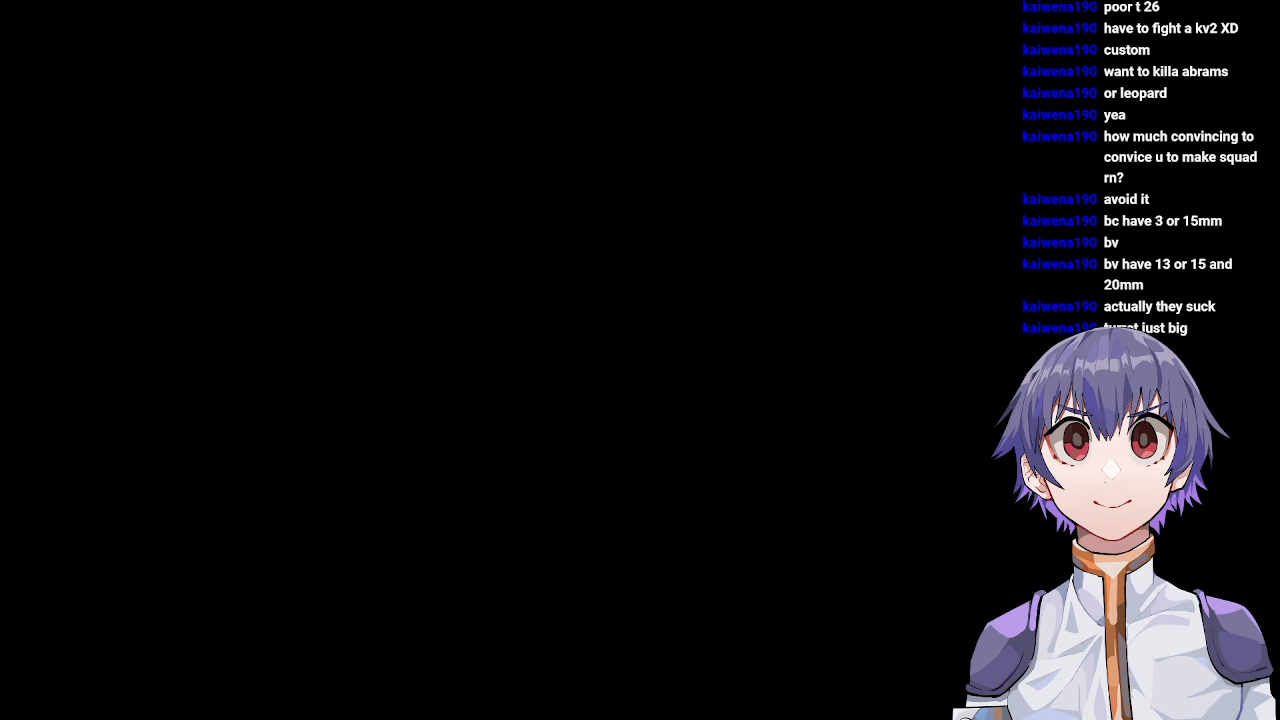 kaiwena190 poor t 26
kaiwena190 have to fight a kv2 XD
kaiwena190 custom
kaiwena190 want to killa abrams
kaiwena190 or leopard
kaiwena190 yea
kaiwena190 how much convincing to
convice u to make squad
rn?
kaiwena190 avoid it
kaiwena190 bc have 3 or 15mm
kaiwena190 bv
kaiwena190 bv have 13 or 15 and
20mm
kaiwena190 actually they suck
kaiwena190 turret just big